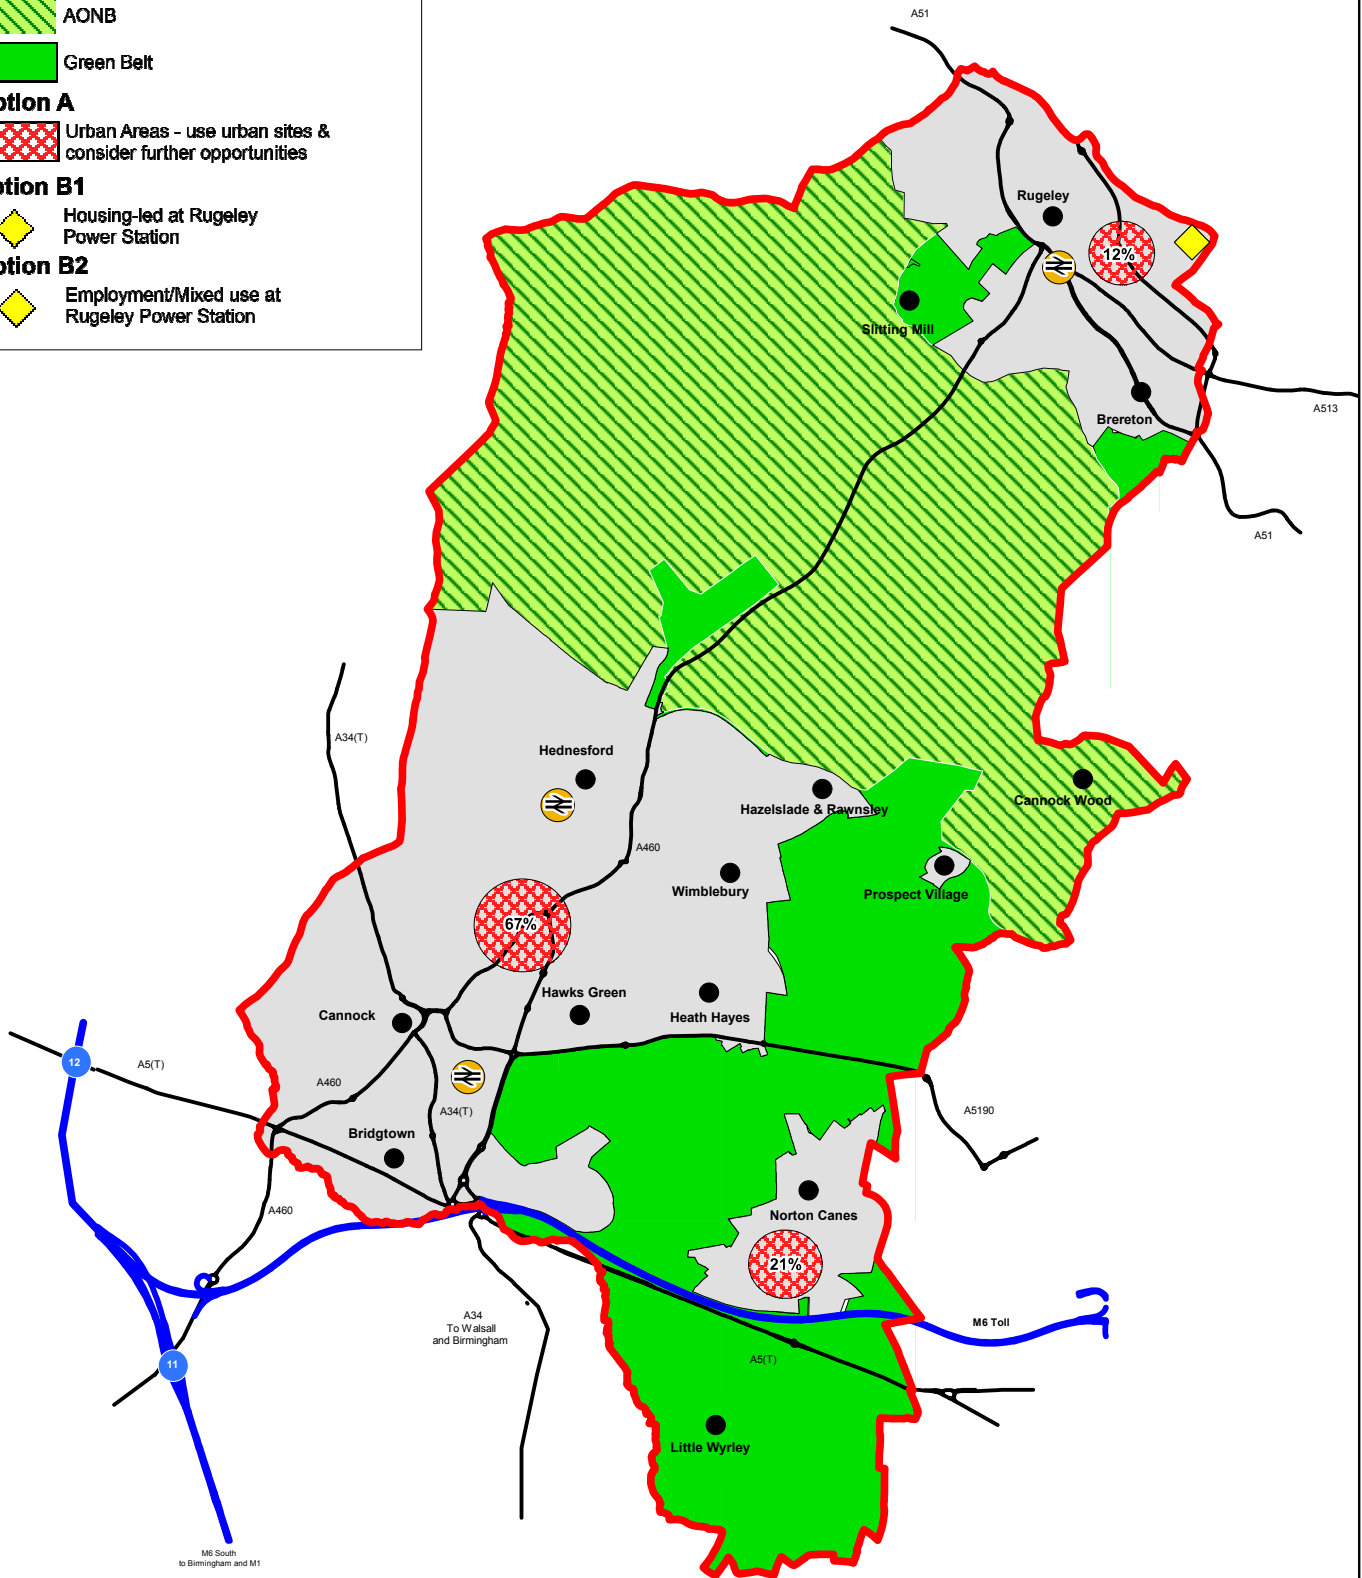 AONB
Green Belt
ption A
Urban Areas - use urban sites &
consider further opportunities
ption B1
Housing-led at Rugeley
Power Station
ption B2
Employment/Mixed use at
Rugeley Power Station
A51
Rugeley
12%
Slitting Mill
A513
Brereton
A51
A34(T)
Hednesford
Hazelslade & Rawnsley
Cannock Wood
A460
Wimblebury
Prospect Village
67%
Hawks Green
Heath Hayes
Cannock
12
A5(T)
A460
A34(T)
A5190
Bridgtown
Norton Canes
A460
21%
A34
To Walsall
and Birmingham
M6 Toll
A5(T)
11
Little Wyrley
M6 South
to Birmingham and M1